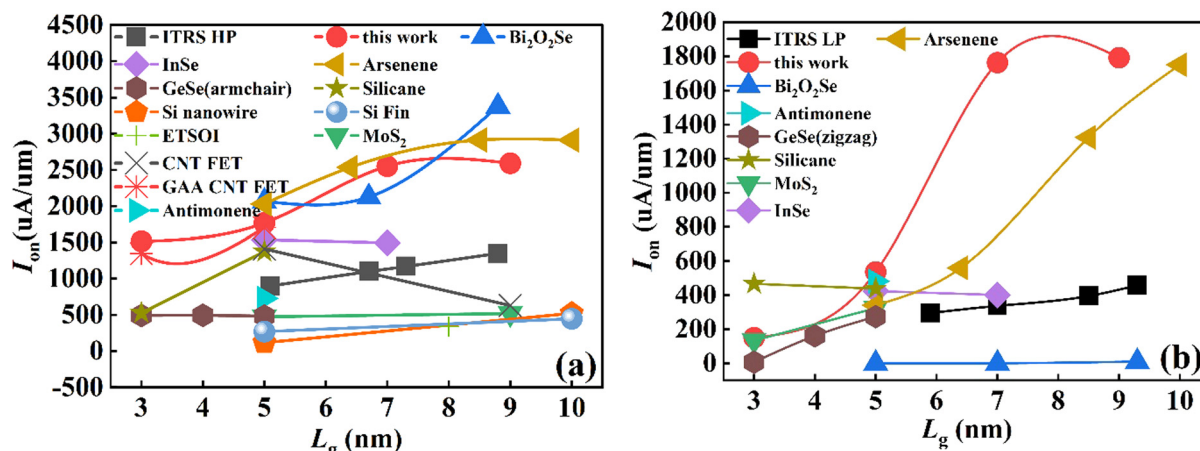 4500
4000
3500
3000
2500
2000
1500
1000
500
0
-500
I_on(uA/um)
ITRS HP
this work
Bi₂O₂Se
InSe
Arsenene
GeSe(armchair)
Silicane
Si nanowire
Si Fin
ETSOI
MoS₂
CNT FET
GAA CNT FET
Antimonene
(a)
3 4 5 6 7 8 9 10
L_g (nm)
2000
1800
1600
1400
1200
1000
800
600
400
200
0
I_on (uA/um)
ITRS LP
Arsenene
this work
Bi₂O₂Se
Antimonene
GeSe(zigzag)
Silicane
MoS₂
InSe
(b)
3 4 5 6 7 8 9 10
L_g (nm)